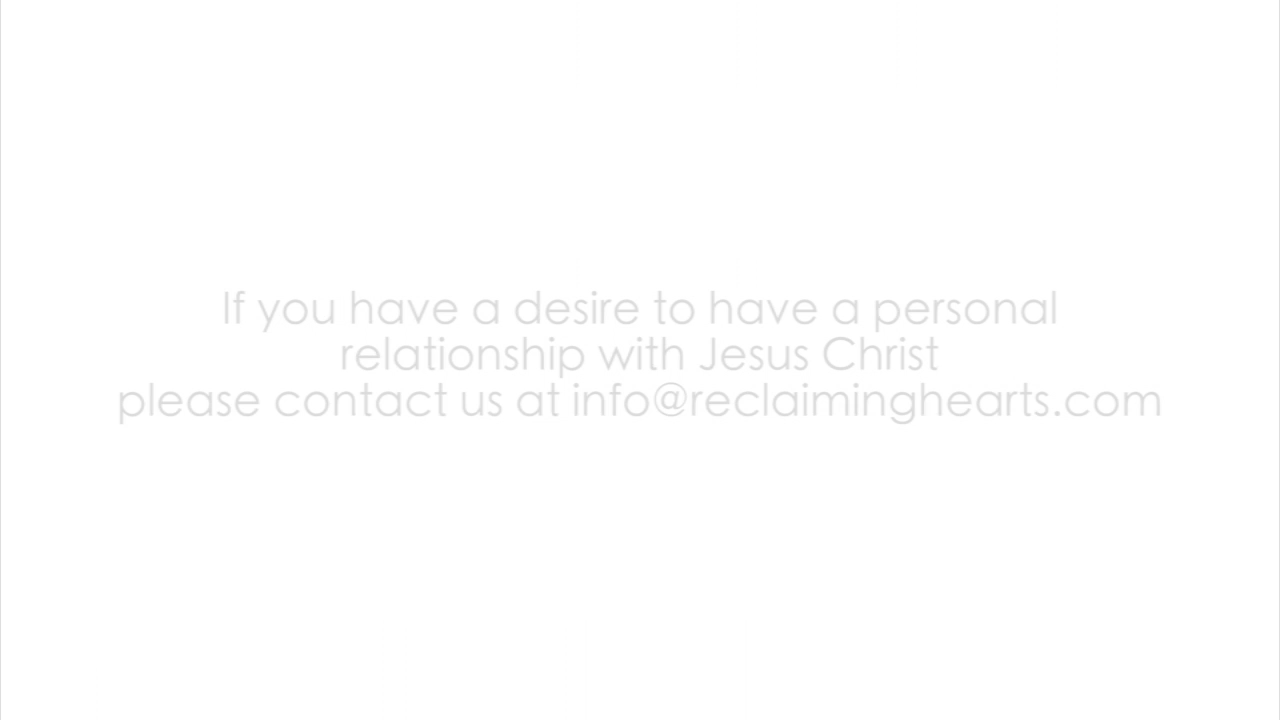 If you have a desire to have a personal
relationship with Jesus Christ
please contact us at info@reclaiminghearts.com